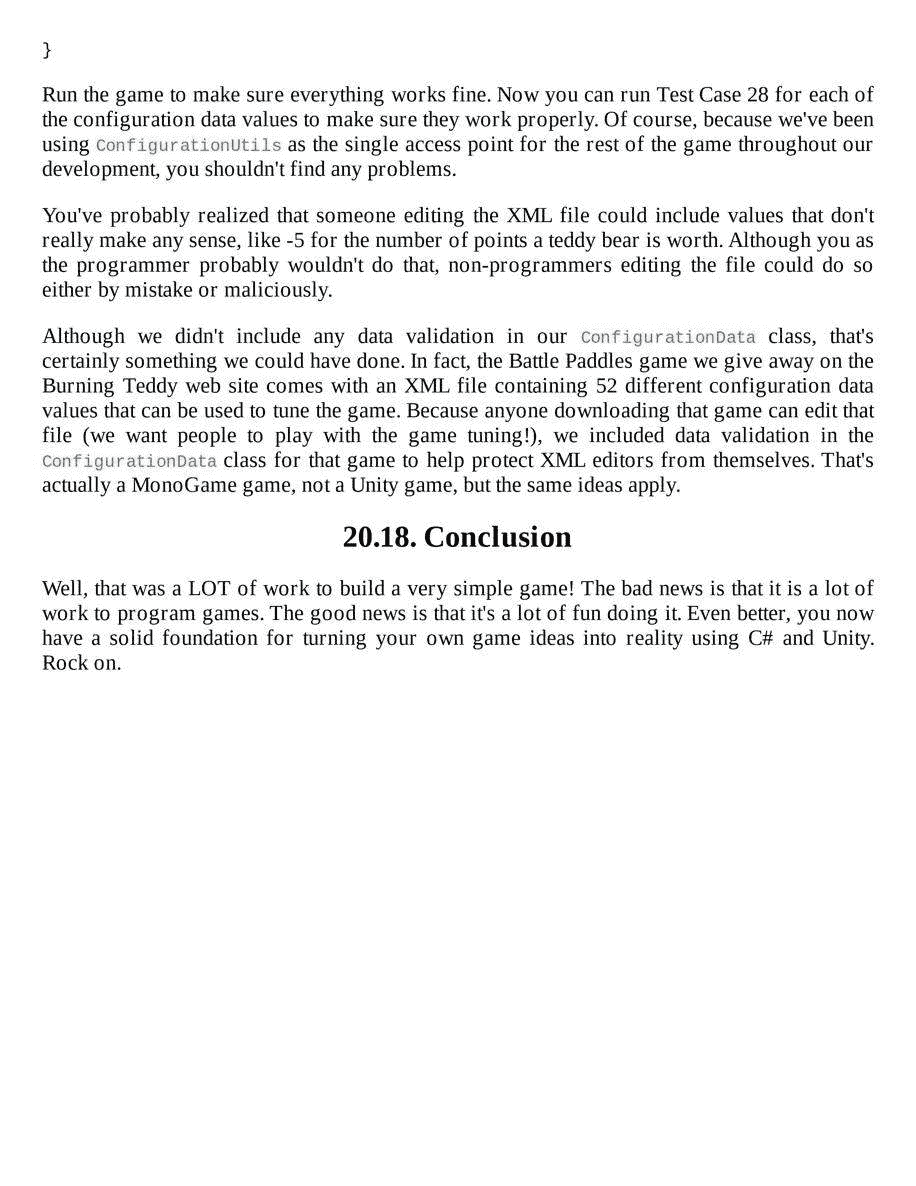 }
Run the game to make sure everything works fine. Now you can run Test Case 28 for each of
the configuration data values to make sure they work properly. Of course, because we've been
using ConfigurationUtils as the single access point for the rest of the game throughout our
development, you shouldn't find any problems.
You've probably realized that someone editing the XML file could include values that don't
really make any sense, like -5 for the number of points a teddy bear is worth. Although you as
the programmer probably wouldn't do that, non-programmers editing the file could do so
either by mistake or maliciously.
Although we didn't include any data validation in our ConfigurationData class, that's
certainly something we could have done. In fact, the Battle Paddles game we give away on the
Burning Teddy web site comes with an XML file containing 52 different configuration data
values that can be used to tune the game. Because anyone downloading that game can edit that
file (we want people to play with the game tuning!), we included data validation in the
ConfigurationData class for that game to help protect XML editors from themselves. That's
actually a MonoGame game, not a Unity game, but the same ideas apply.
20.18. Conclusion
Well, that was a LOT of work to build a very simple game! The bad news is that it is a lot of
work to program games. The good news is that it's a lot of fun doing it. Even better, you now
have a solid foundation for turning your own game ideas into reality using C# and Unity.
Rock on.